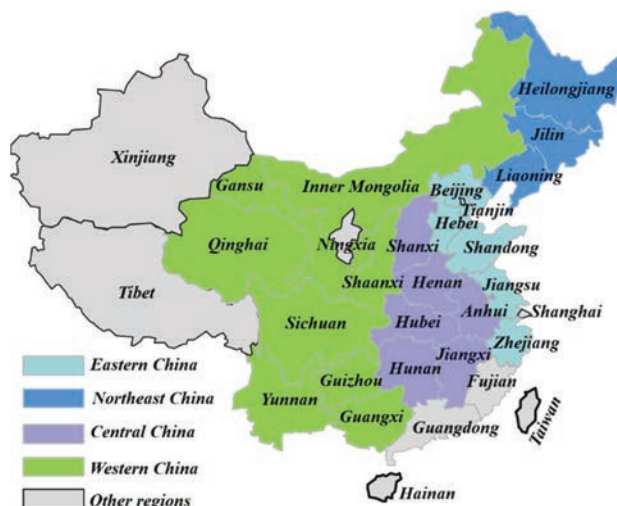 Heilongjiang
Jilin
Liaoning
Xinjiang
Gansu
Inner Mongolia
Beijing
Tianjin
Hebei
Qinghai
Ningxia
Shanxi
Shandong
Tibet
Shaanxi
Henan
Jiangsu
Sichuan
Hubei
Anhui
Shanghai
Zhejiang
Hunan
Jiangxi
Guizhou
Fujian
Yunnan
Guangxi
Guangdong
Taiwan
Hainan
Eastern China
Northeast China
Central China
Western China
Other regions